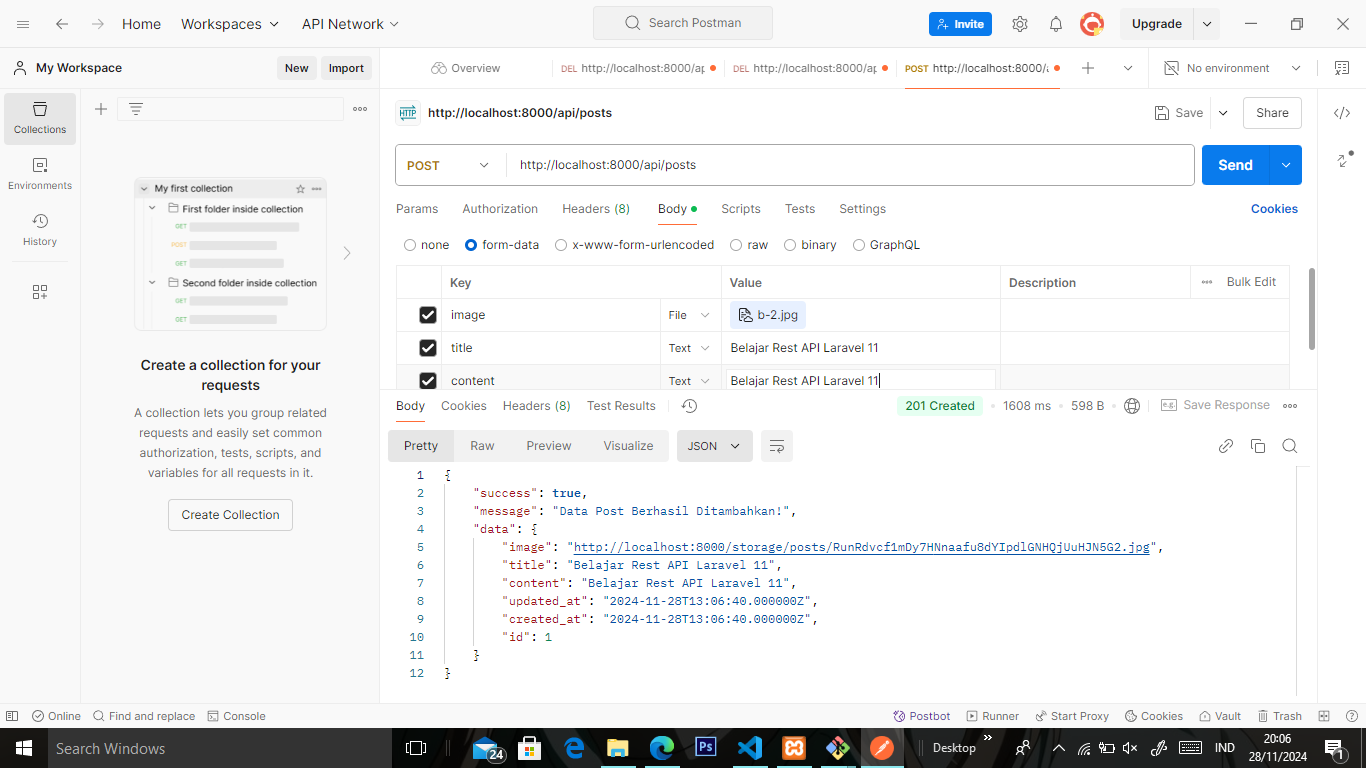 Home Workspaces API Network Search Postman Invite Upgrade
My Workspace New Import Overview DEL http://localhost:8000/ap DEL http://localhost:8000/ap POST http://localhost:8000/a No environment
Collections
Environments
History
My first collection
First folder inside collection
GET
POST
GET
Second folder inside collection
GET
GET
Create a collection for your
requests
A collection lets you group related
requests and easily set common
authorization, tests, scripts, and
variables for all requests in it.
Create Collection
HTTP http://localhost:8000/api/posts Save Share
POST http://localhost:8000/api/posts Send
Params Authorization Headers (8) Body Scripts Tests Settings Cookies
none form-data x-www-form-urlencoded raw binary GraphQL
Key Value Description Bulk Edit
image File b-2.jpg
title Text Belajar Rest API Laravel 11
content Text Belajar Rest API Laravel 11
Body Cookies Headers (8) Test Results 201 Created 1608 ms 598 B e.g. Save Response
Pretty Raw Preview Visualize JSON
1 {
2 "success": true,
3 "message": "Data Post Berhasil Ditambahkan!",
4 "data": {
5 "image": "http://localhost:8000/storage/posts/RunRdvcf1mDy7HNnaafu8dYIpdlGNHQjUuHJN5G2.jpg",
6 "title": "Belajar Rest API Laravel 11",
7 "content": "Belajar Rest API Laravel 11",
8 "updated_at": "2024-11-28T13:06:40.000000Z",
9 "created_at": "2024-11-28T13:06:40.000000Z",
10 "id": 1
11 }
12 }
Online Find and replace Console Postbot Runner Start Proxy Cookies Vault Trash
Search Windows 24 Ps Desktop IND 20:06
28/11/2024 1